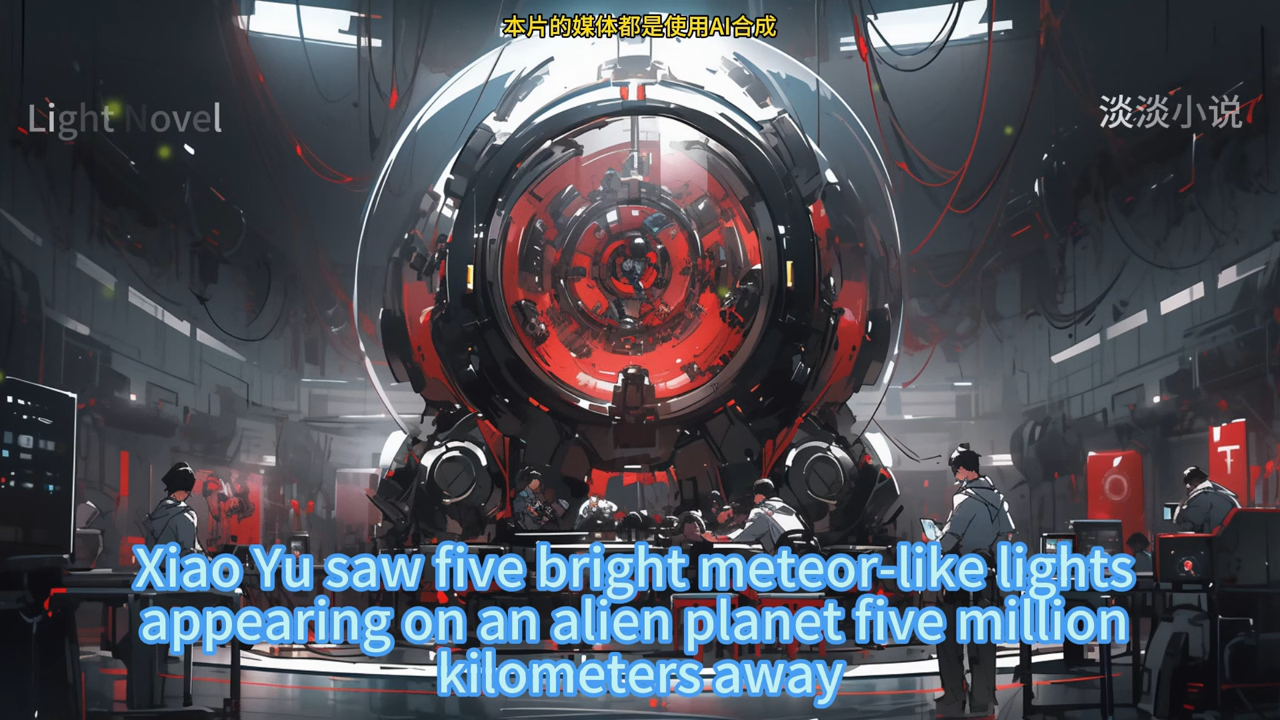 本片的媒体都是使用AI合成
Light Novel
淡淡小说
Xiao Yu saw five bright meteor-like lights
appearing on an alien planet five million
kilometers away